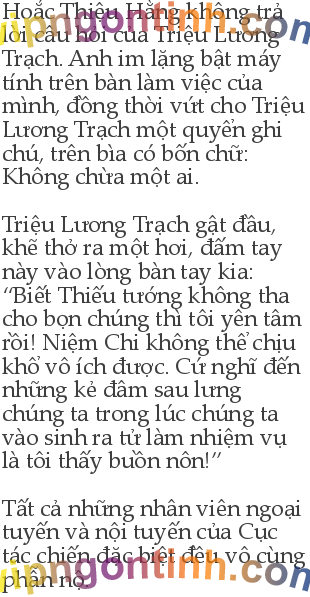 Hoắc Thiệu Hằng không trả
lời câu hỏi của Triệu Lương
Trạch. Anh im lặng bật máy
tính trên bàn làm việc của
mình, đồng thời vứt cho Triệu
Lương Trạch một quyển ghi
chú, trên bìa có bốn chữ:
Không chừa một ai.
Triệu Lương Trạch gật đầu,
khẽ thở ra một hơi, đấm tay
này vào lòng bàn tay kia:
“Biết Thiếu tướng không tha
cho bọn chúng thì tôi yên tâm
rồi! Niệm Chi không thể chịu
khổ vô ích được. Cứ nghĩ đến
những kẻ đâm sau lưng
chúng ta trong lúc chúng ta
vào sinh ra tử làm nhiệm vụ
là tôi thấy buồn nôn!”
Tất cả những nhân viên ngoại
tuyến và nội tuyến của Cục
tác chiến đặc biệt đều vô cùng
phẫn nộ.
vipngontinh.com
vipngontinh.com